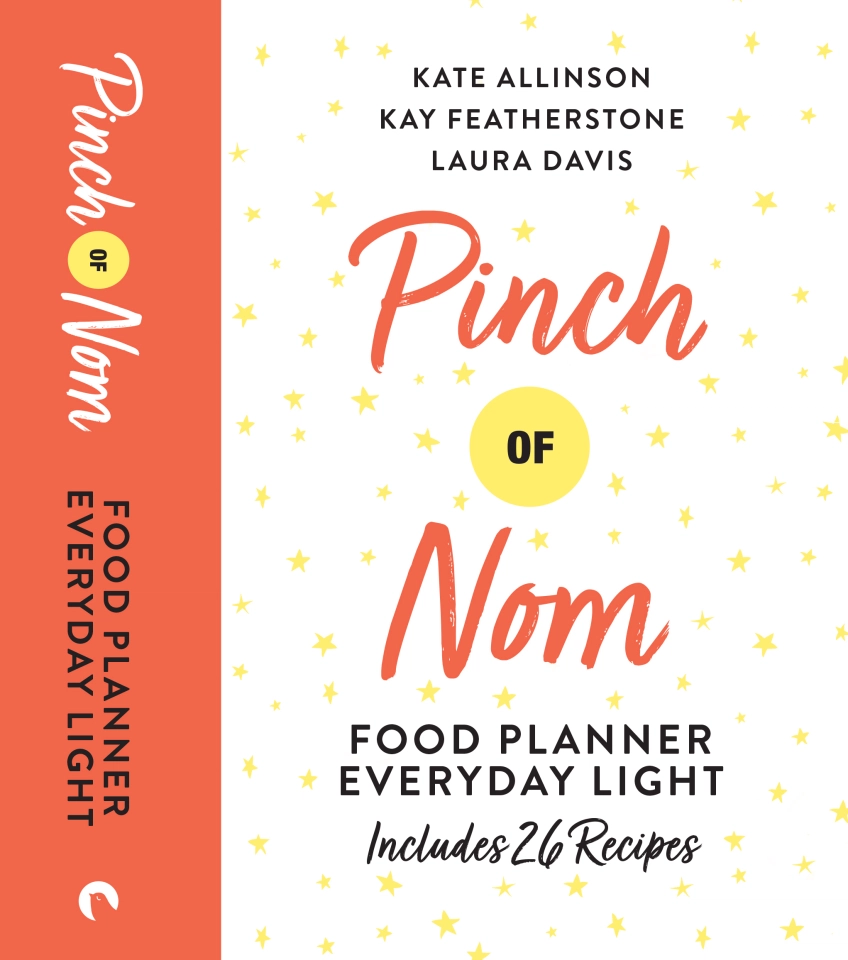 Pinch
OF
Nom
FOOD PLANNER
EVERYDAY LIGHT
KATE ALLINSON
KAY FEATHERSTONE
LAURA DAVIS
Pinch
OF
Nom
FOOD PLANNER
EVERYDAY LIGHT
Includes 26 Recipes